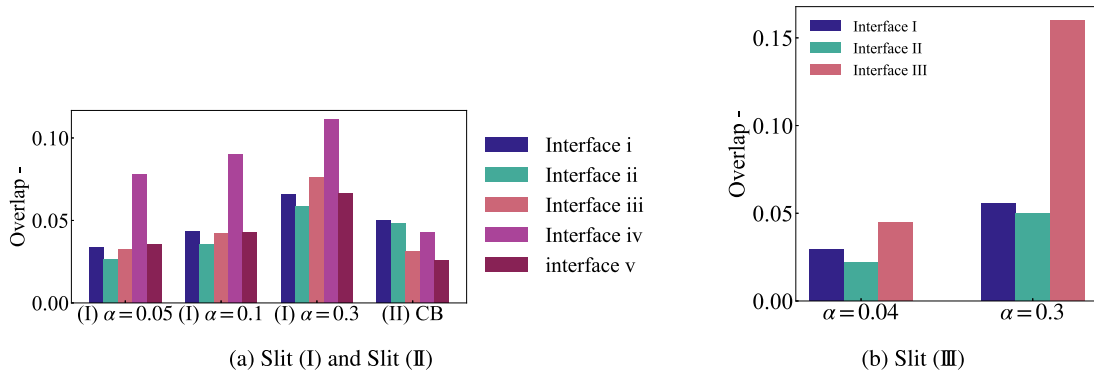 Overlap -
0.10
0.05
0.00
(I) α = 0.05
(I) α = 0.1
(I) α = 0.3
(II) CB
Interface i
Interface ii
Interface iii
Interface iv
interface v
(a) Slit (I) and Slit (II)
Overlap -
0.15
0.10
0.05
0.00
Interface I
Interface II
Interface III
α = 0.04
α = 0.3
(b) Slit (III)